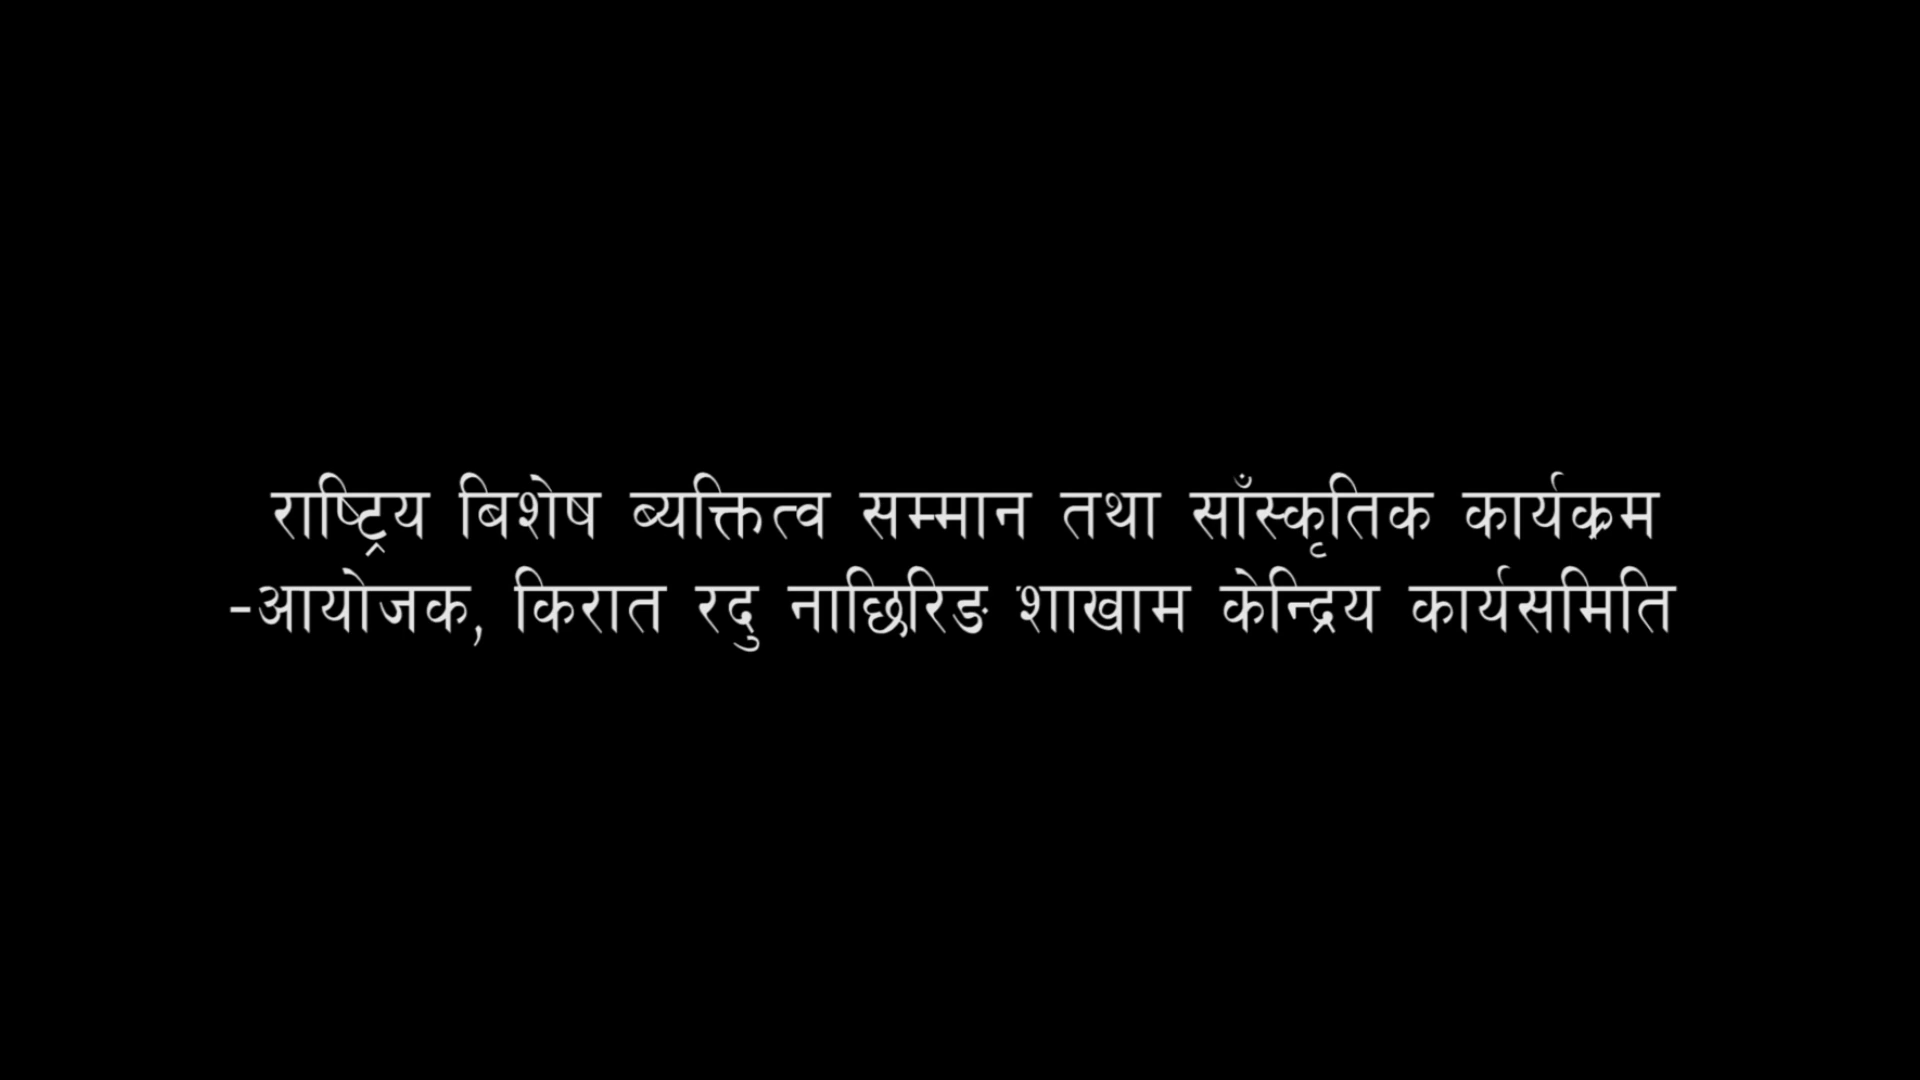 राष्ट्रिय बिशेष ब्यक्तित्व सम्मान तथा साँस्कृतिक कार्यक्रम
-आयोजक, किरात रदु नाछिरिङ शाखाम केन्द्रिय कार्यसमिति